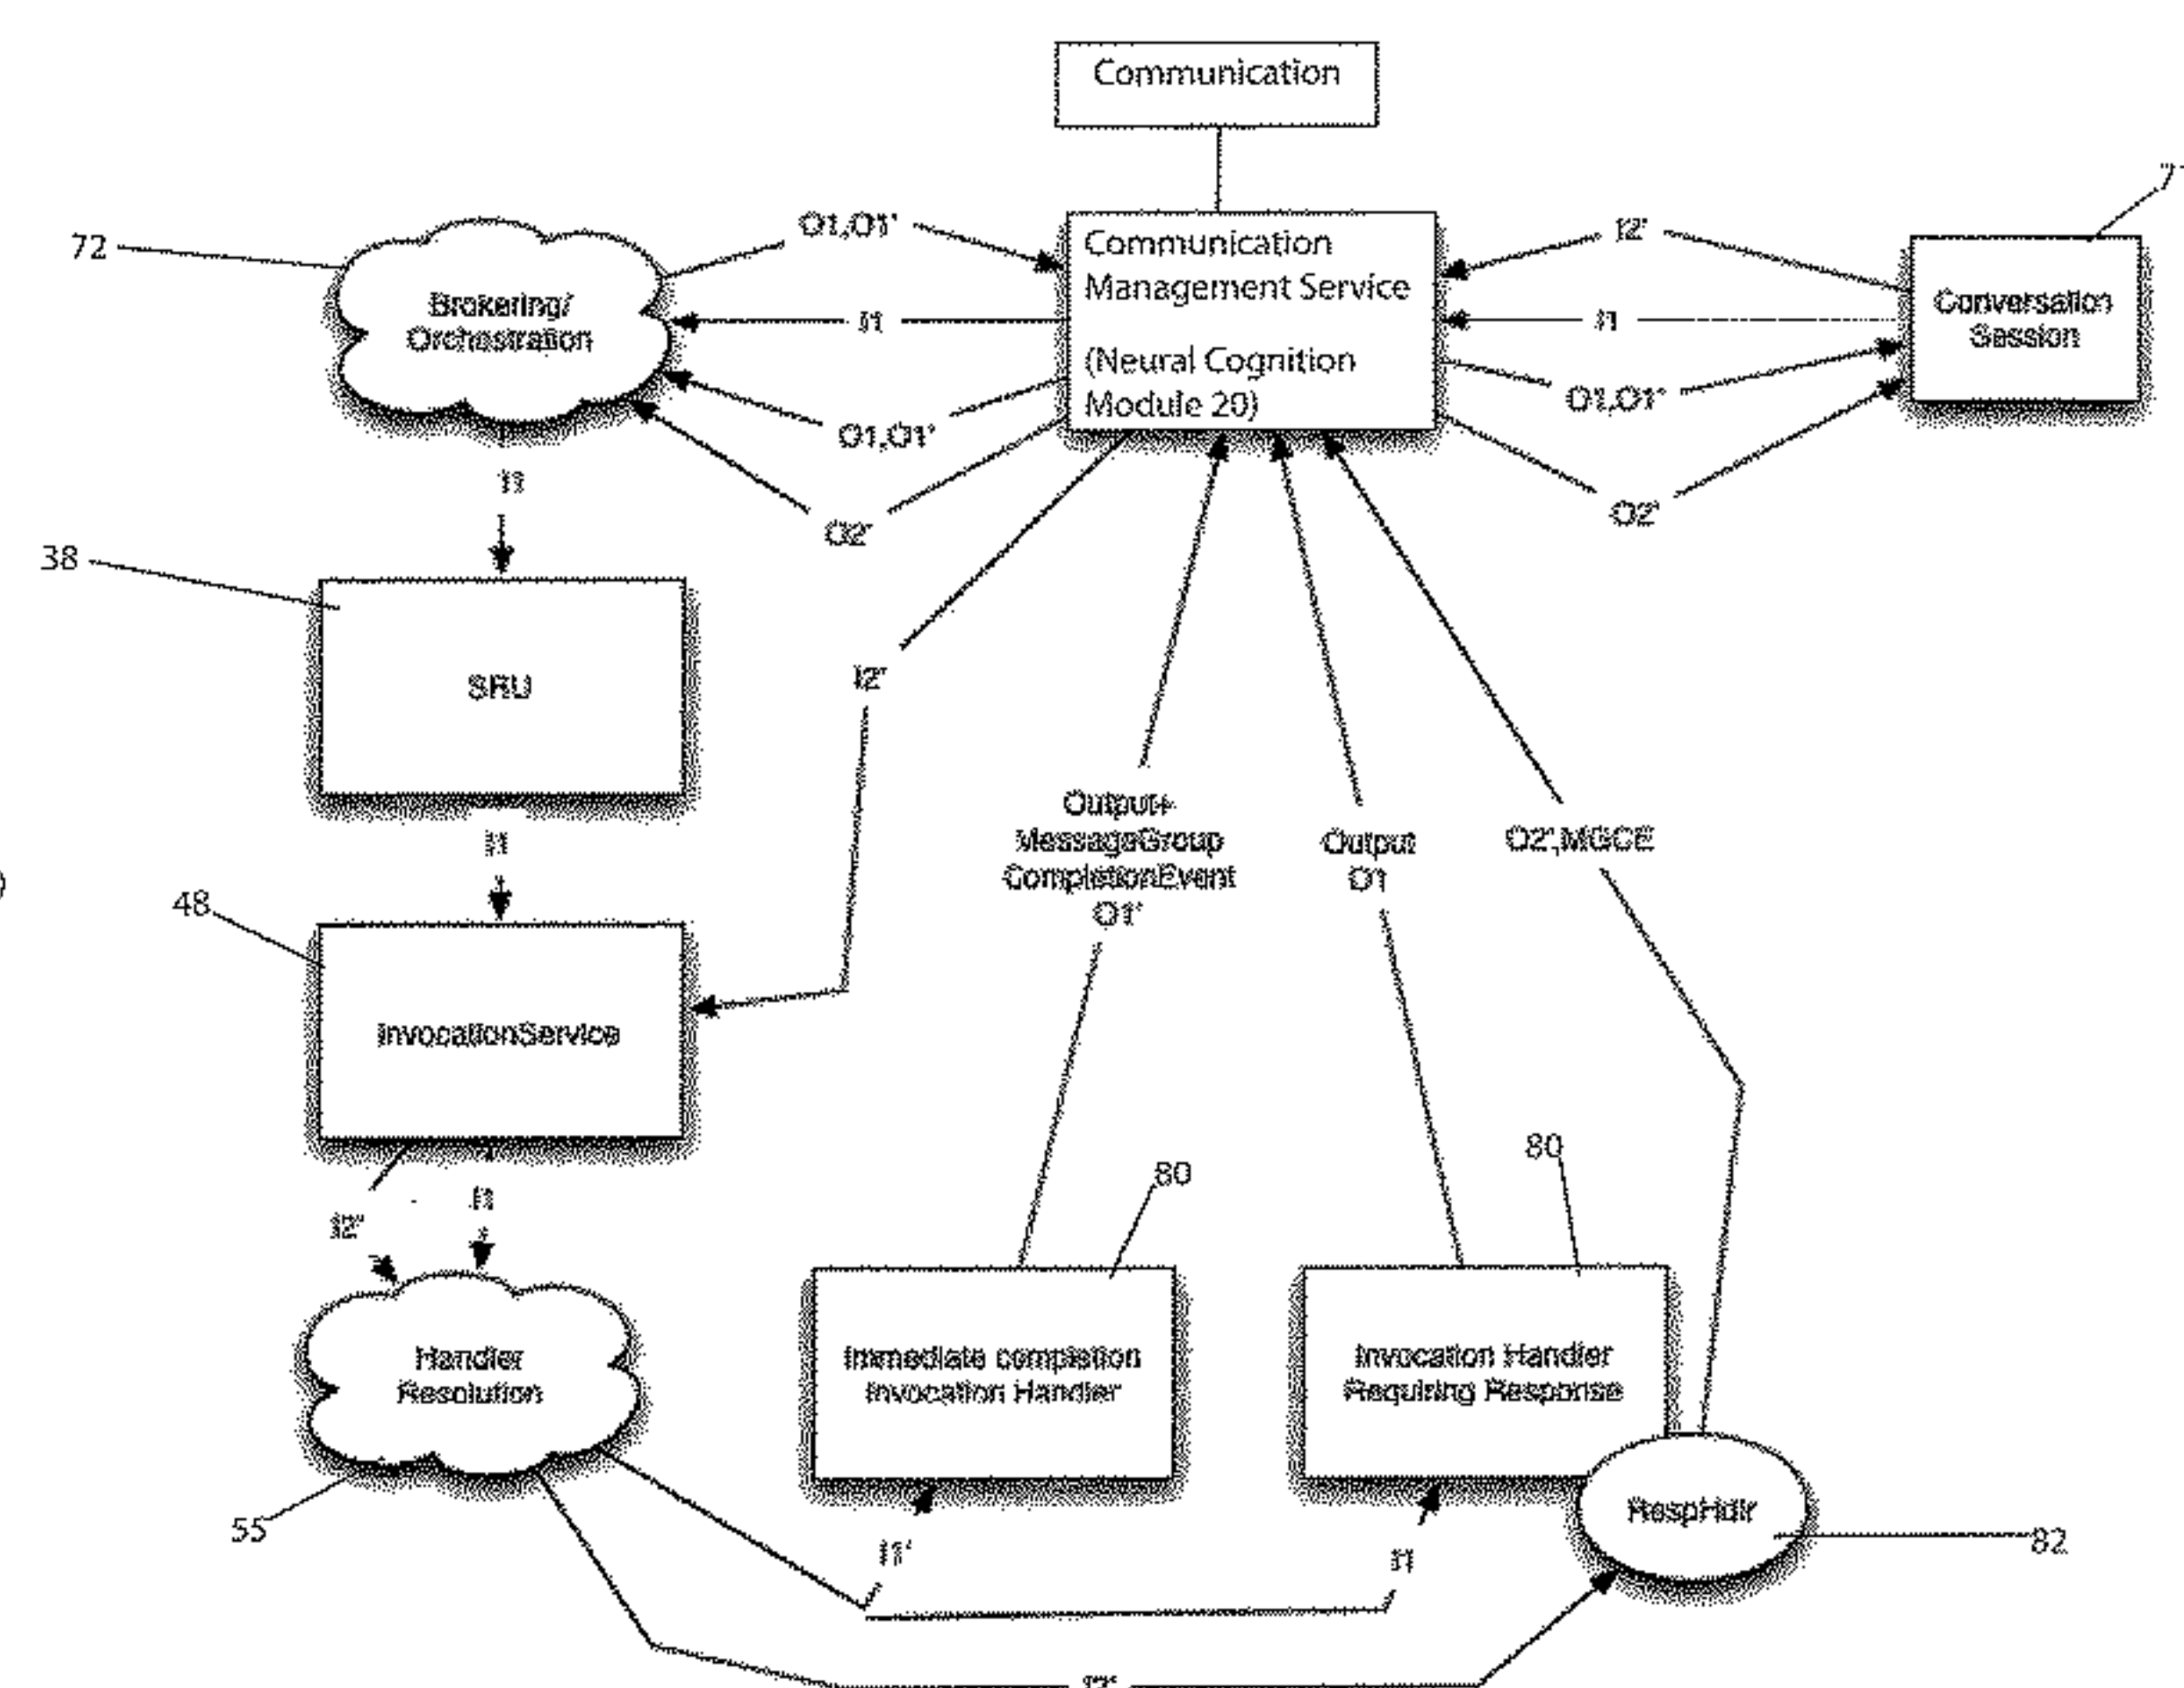 Communication
72
O1,O1'
Communication
Management Service
(Neural Cognition
Module 20)
I2'
Conversation
Session
Brokering/
Orchestration
I1
I1
O1,O1'
O1,O1'
O2'
O2'
I1
38
SRU
I2'
I1
Output+
MessageGroup
CompletionEvent
O1'
Output
O1
O2',MGCE
48
InvocationService
80
80
I2'
I1
Handler
Resolution
Immediate completion
Invocation Handler
Invocation Handler
Requiring Response
RespHdlr
55
I1'
I1
82